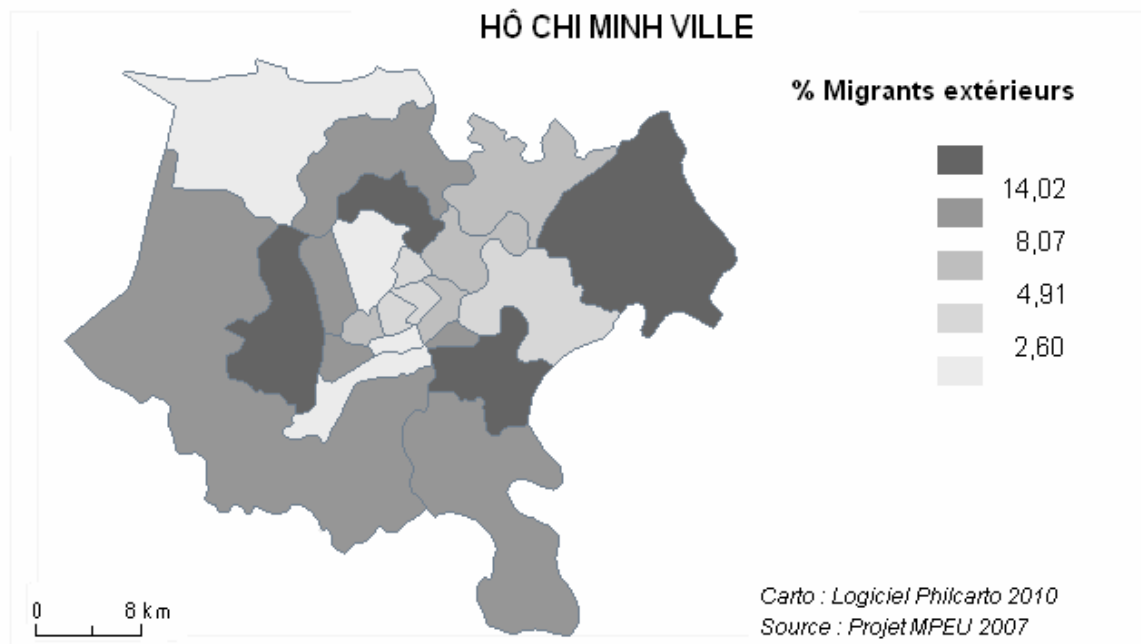 HÔ CHI MINH VILLE
% Migrants extérieurs
14,02
8,07
4,91
2,60
0 8 km
Carto : Logiciel Philcarto 2010
Source : Projet MPEU 2007